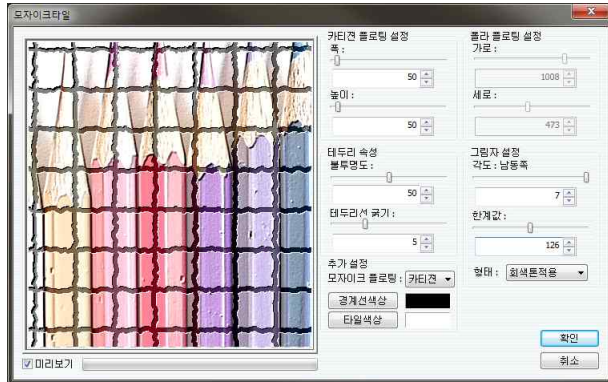 모자이크타일
카티젼 플로팅 설정
폭 :
50
높이 :
50
테두리 속성
불투명도 :
50
테두리선 굵기 :
5
추가 설정
모자이크 플로팅 : 카티젼
경계선색상
타일색상
폴라 플로팅 설정
가로 :
1008
세로 :
473
그림자 설정
각도 : 남동쪽
7
한계값 :
126
형태 : 회색톤적용
미리보기
확인
취소